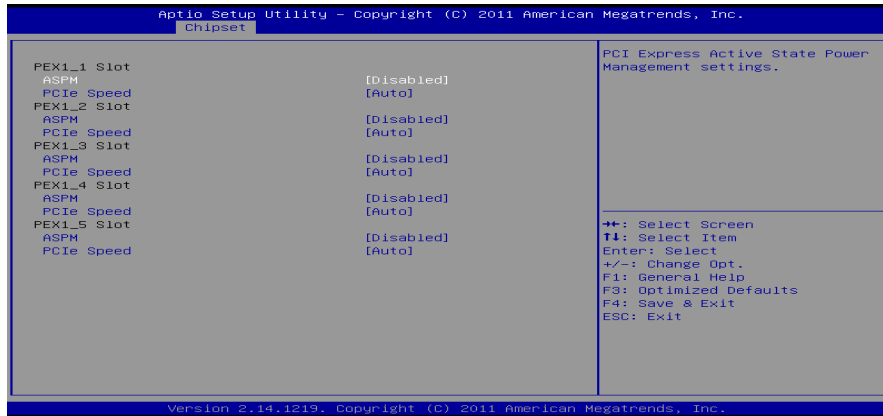 Aptio Setup Utility – Copyright (C) 2011 American Megatrends, Inc.
Chipset
PEX1_1 Slot
ASPM [Disabled]
PCIe Speed [Auto]
PEX1_2 Slot
ASPM [Disabled]
PCIe Speed [Auto]
PEX1_3 Slot
ASPM [Disabled]
PCIe Speed [Auto]
PEX1_4 Slot
ASPM [Disabled]
PCIe Speed [Auto]
PEX1_5 Slot
ASPM [Disabled]
PCIe Speed [Auto]
PCI Express Active State Power
Management settings.
→←: Select Screen
↑↓: Select Item
Enter: Select
+/-: Change Opt.
F1: General Help
F3: Optimized Defaults
F4: Save & Exit
ESC: Exit
Version 2.14.1219. Copyright (C) 2011 American Megatrends, Inc.